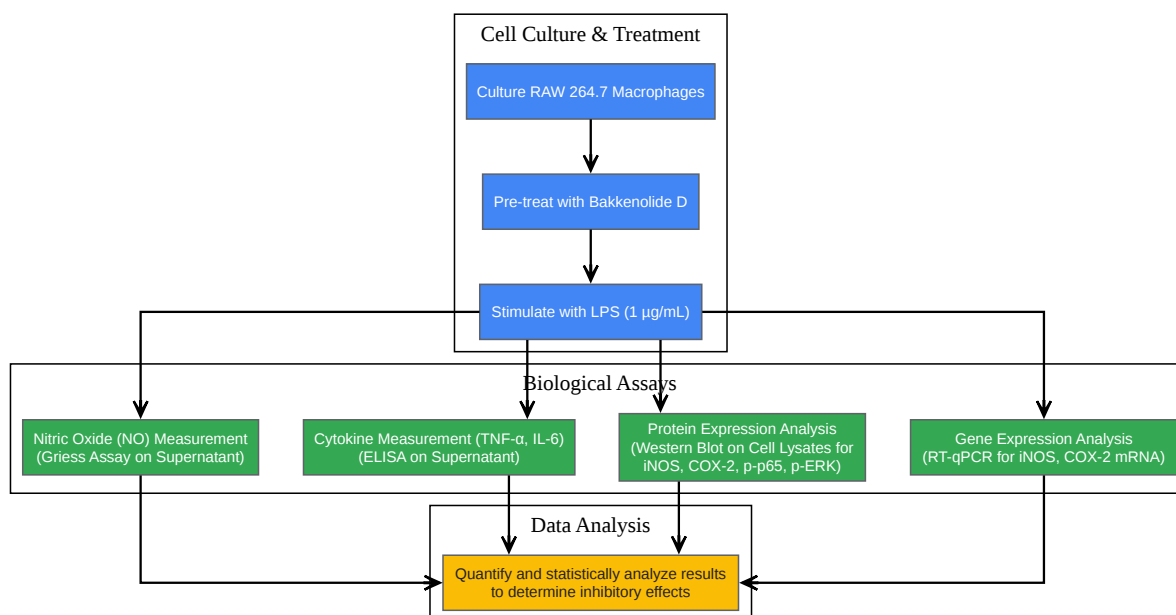 Cell Culture & Treatment
Culture RAW 264.7 Macrophages
Pre-treat with Bakkenolide D
Stimulate with LPS (1 µg/mL)
Biological Assays
Nitric Oxide (NO) Measurement
(Griess Assay on Supernatant)
Cytokine Measurement (TNF-α, IL-6)
(ELISA on Supernatant)
Protein Expression Analysis
(Western Blot on Cell Lysates for
iNOS, COX-2, p-p65, p-ERK)
Gene Expression Analysis
(RT-qPCR for iNOS, COX-2 mRNA)
Data Analysis
Quantify and statistically analyze results
to determine inhibitory effects